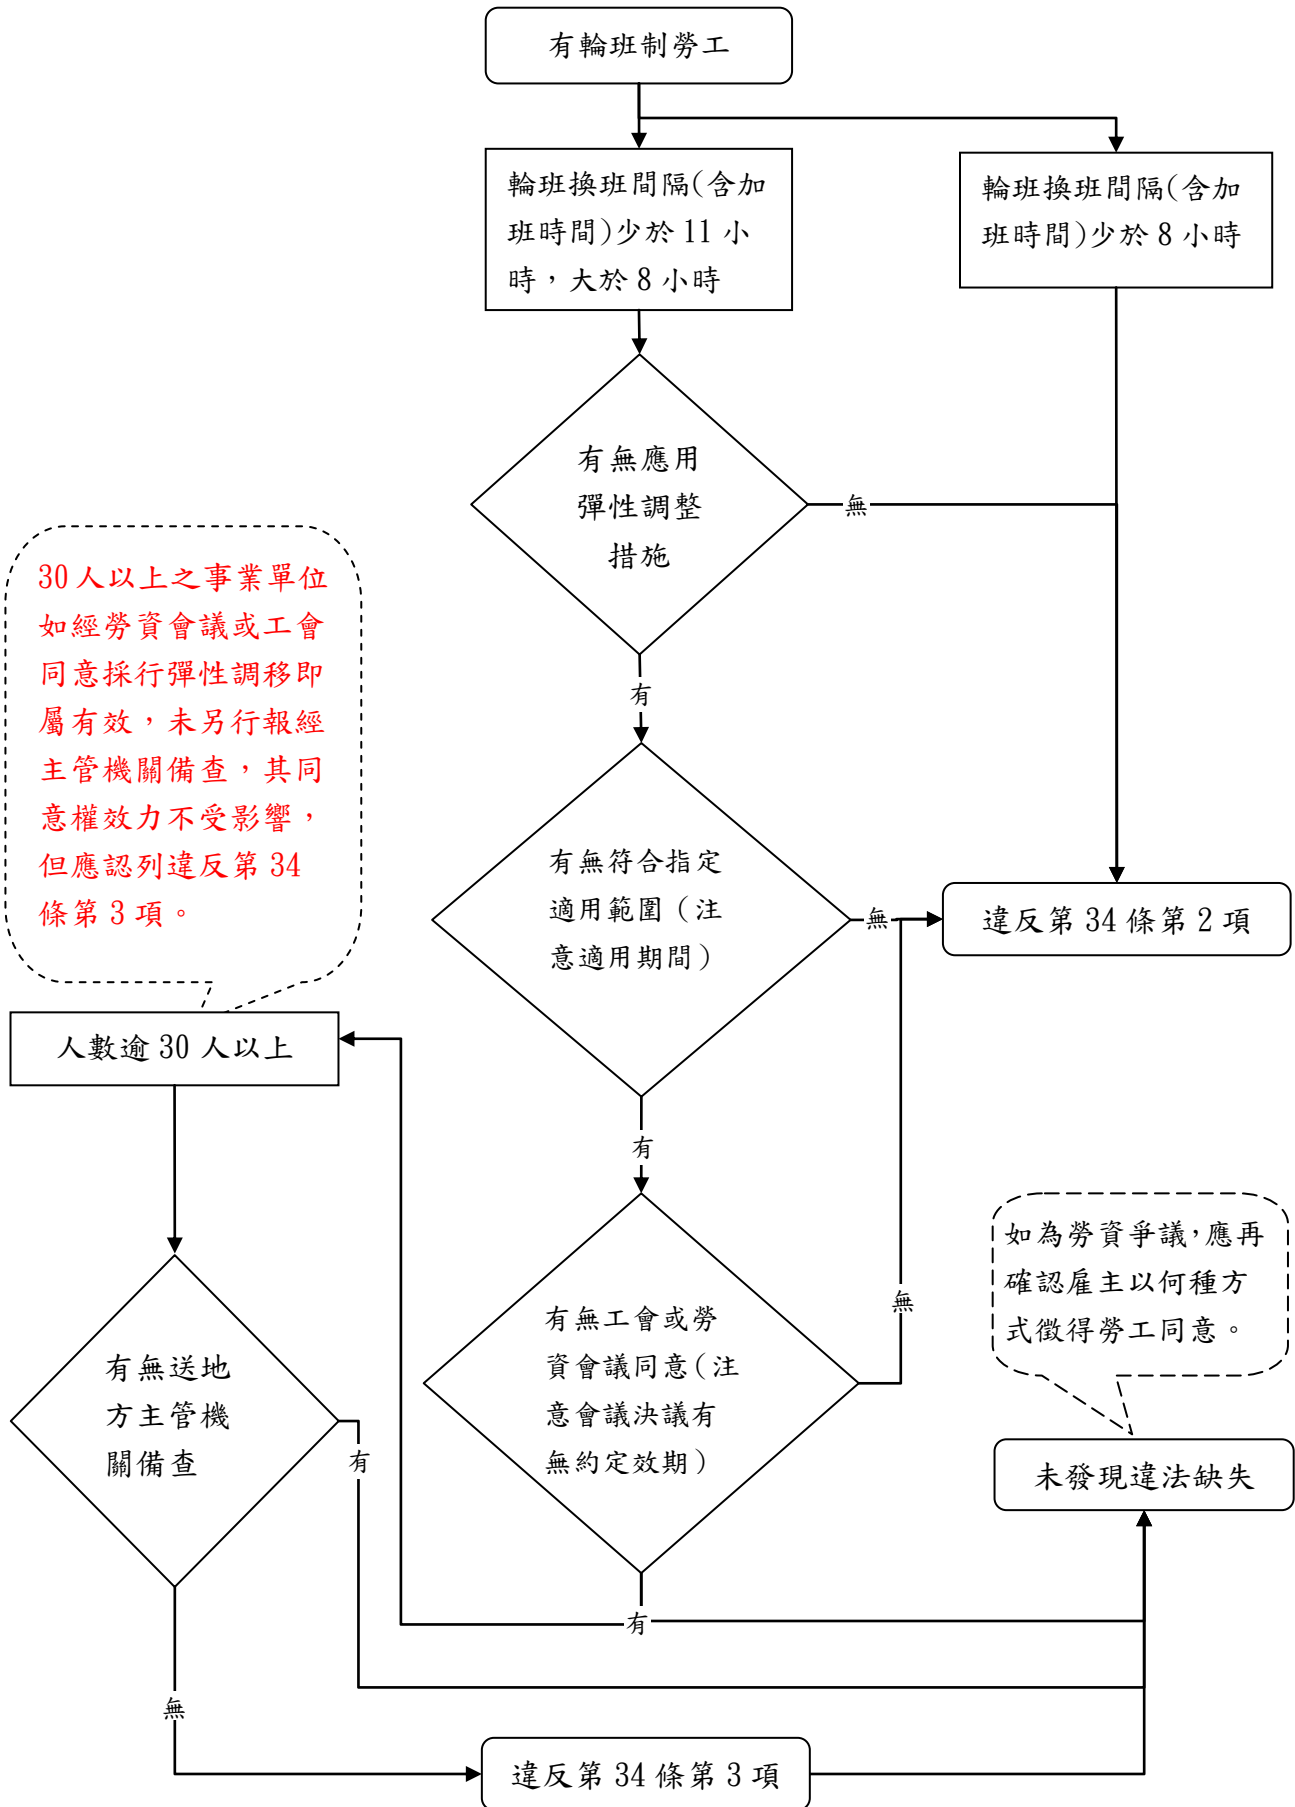 有輪班制勞工
輪班換班間隔(含加
班時間)少於 11 小
時，大於 8 小時
輪班換班間隔(含加
班時間)少於 8 小時
有無應用
彈性調整
措施
無
有
30 人以上之事業單位
如經勞資會議或工會
同意採行彈性調移即
屬有效，未另行報經
主管機關備查，其同
意權效力不受影響，
但應認列違反第 34
條第 3 項。
有無符合指定
適用範圍（注
意適用期間）
無
違反第 34 條第 2 項
人數逾 30 人以上
有
有無工會或勞
資會議同意(注
意會議決議有
無約定效期)
無
如為勞資爭議，應再
確認雇主以何種方
式徵得勞工同意。
有無送地
方主管機
關備查
有
未發現違法缺失
有
無
違反第 34 條第 3 項